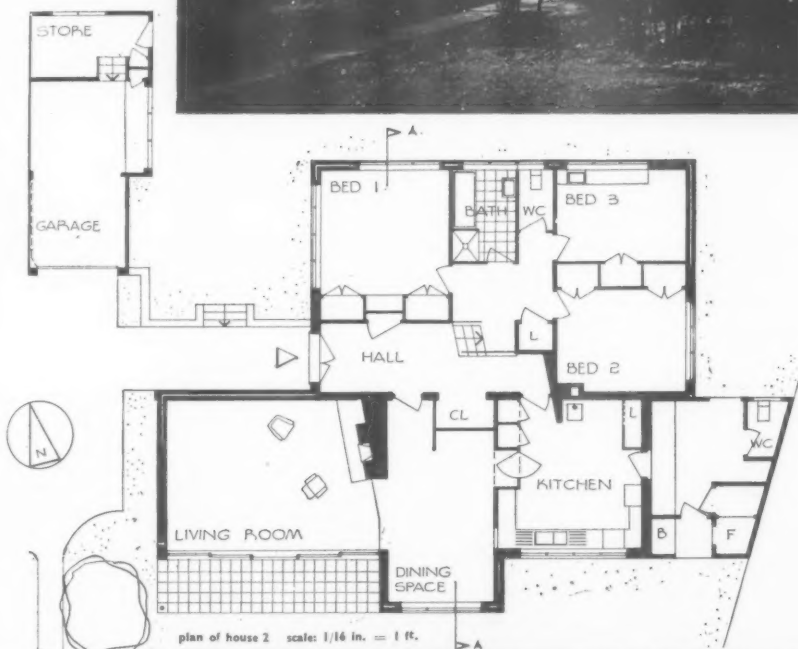 STORE
GARAGE
A.
BED 1
BATH
WC
BED 3
HALL
L
BED 2
CL
KITCHEN
L
WC
N
LIVING ROOM
DINING
SPACE
B
F
plan of house 2 scale: 1/16 in. = 1 ft.
A